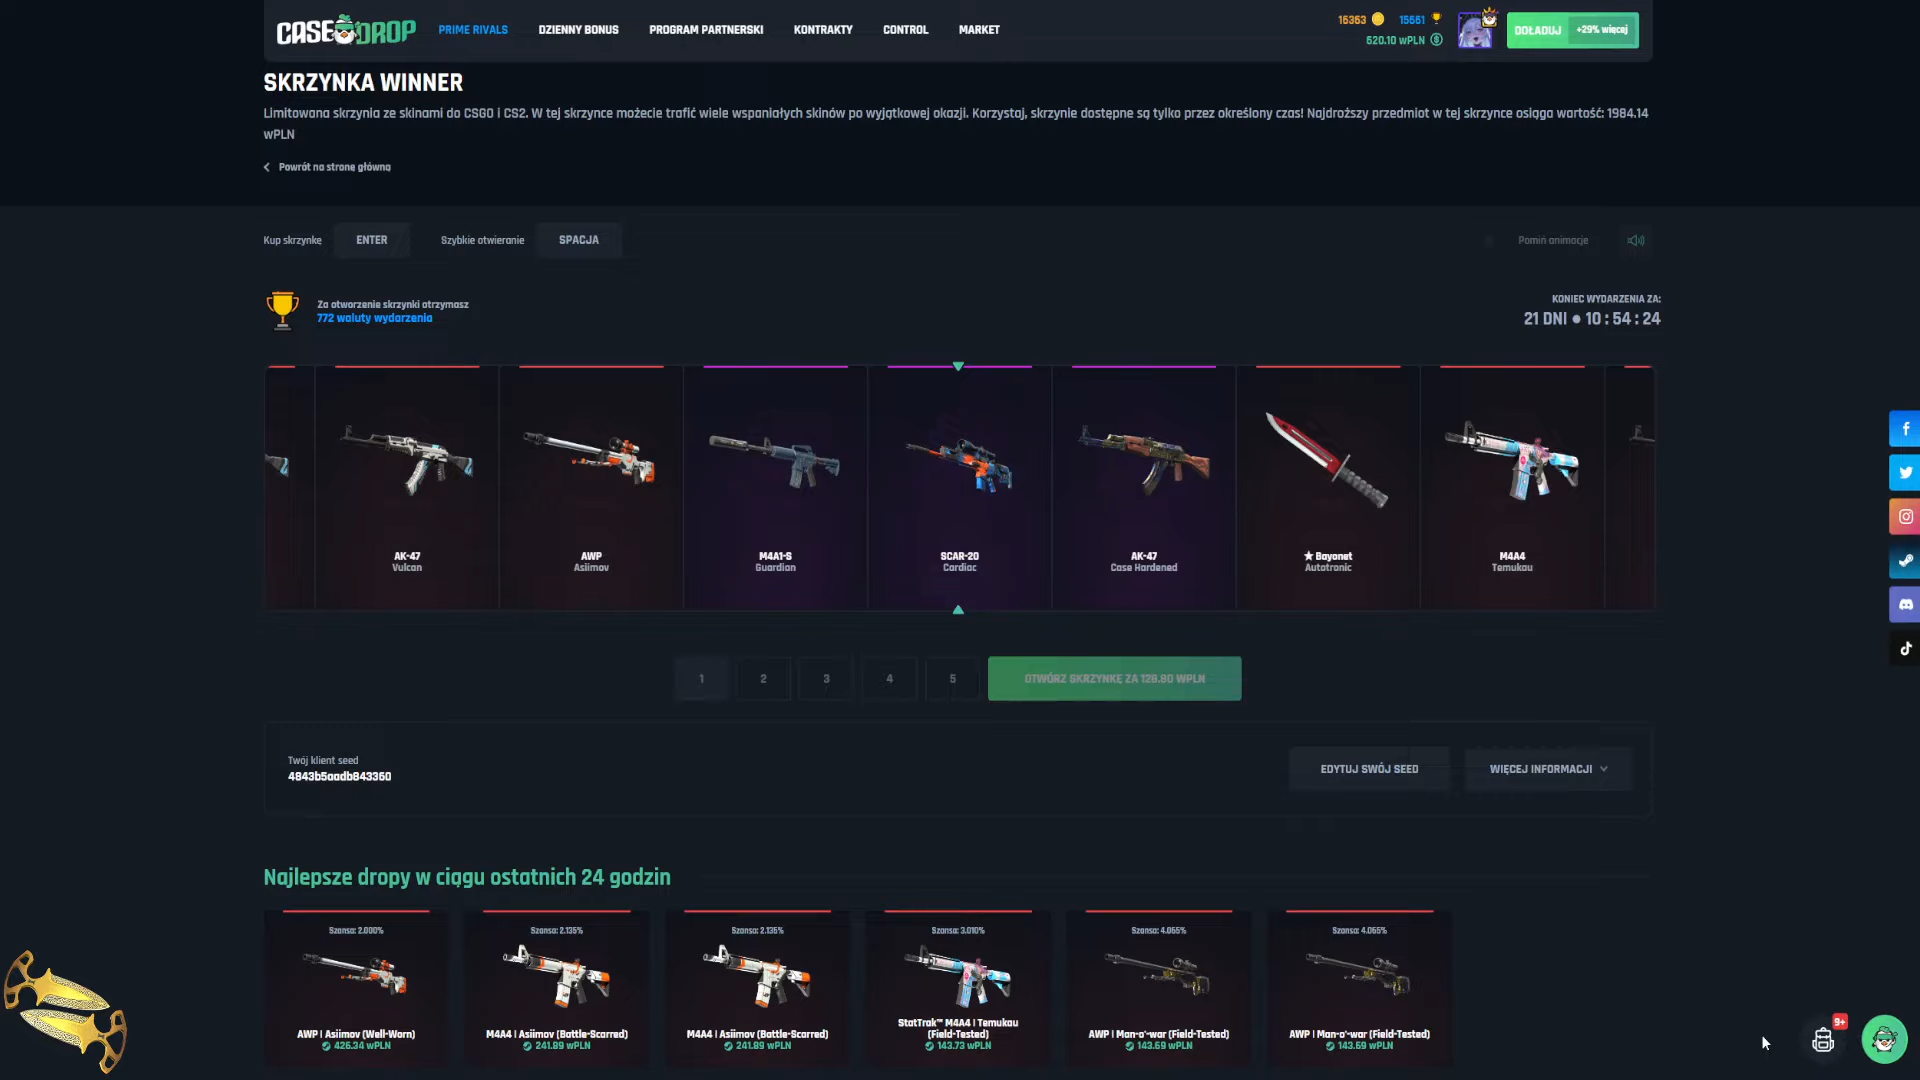 CASE DROP
PRIME RIVALS
DZIENNY BONUS
PROGRAM PARTNERSKI
KONTRAKTY
CONTROL
MARKET
16363
15661
620.10 wPLN
DOŁADUJ
+29% więcej
SKRZYNKA WINNER
Limitowana skrzynia ze skinami do CSGO i CS2. W tej skrzynce możecie trafić wiele wspaniałych skinów po wyjątkowej okazji. Korzystaj, skrzynie dostępne są tylko przez określony czas! Najdroższy przedmiot w tej skrzynce osiąga wartość: 1984.14
wPLN
Powrót na stronę główną
Kup skrzynkę
ENTER
Szybkie otwieranie
SPACJA
Pomiń animacje
Za otworzenie skrzynki otrzymasz
772 waluty wydarzenia
KONIEC WYDARZENIA ZA:
21 DNI ● 10 : 54 : 24
AK-47
Vulcan
AWP
Asiimov
M4A1-S
Guardian
SCAR-20
Cardiac
AK-47
Case Hardened
★ Bayonet
Autotronic
M4A4
Temukau
1
2
3
4
5
OTWÓRZ SKRZYNKĘ ZA 128.80 WPLN
Twój klient seed
4843b5aadb843360
EDYTUJ SWÓJ SEED
WIĘCEJ INFORMACJI
Najlepsze dropy w ciągu ostatnich 24 godzin
Szansa: 2.000%
AWP | Asiimov (Well-Worn)
426.34 wPLN
Szansa: 2.135%
M4A4 | Asiimov (Battle-Scarred)
241.89 wPLN
Szansa: 2.135%
M4A4 | Asiimov (Battle-Scarred)
241.89 wPLN
Szansa: 3.010%
StatTrak™ M4A4 | Temukau
(Field-Tested)
143.73 wPLN
Szansa: 4.065%
AWP | Man-o'-war (Field-Tested)
143.69 wPLN
Szansa: 4.065%
AWP | Man-o'-war (Field-Tested)
143.69 wPLN
9+